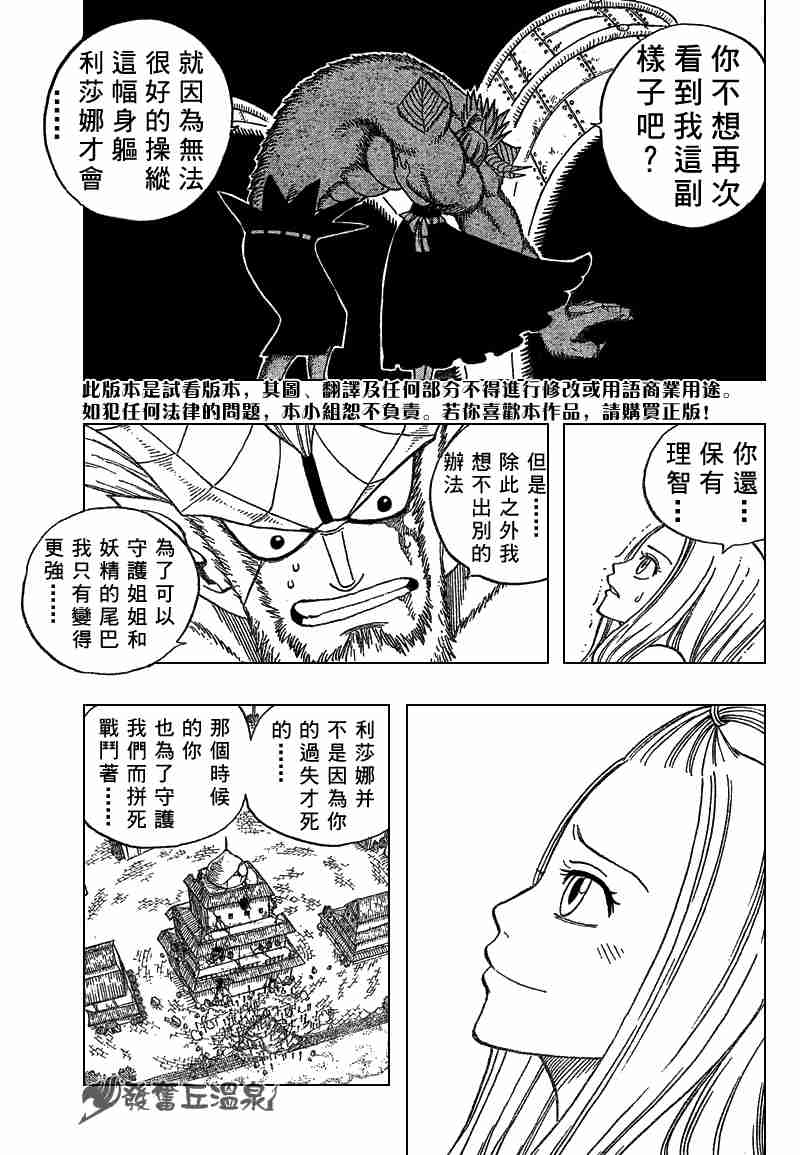 你不想再次
看到我這副
樣子吧？
就因為無法
很好的操縱
這幅身軀
利莎娜才會
……
此版本是試看版本，其圖、翻譯及任何部分不得進行修改或用語商業用途。
如犯任何法律的問題，本小組恕不負責。若你喜歡本作品，請購買正版！
你還…
保有
理智…
但是……
除此之外我
想不出別的
辦法
為了可以
守護姐姐和
妖精的尾巴
我只有變得
更強……
利莎娜并
不是因為你
的過失才死
的……
那個時候
的你
也為了守護
我們而拼死
戰鬥著……
發奮丘溫泉